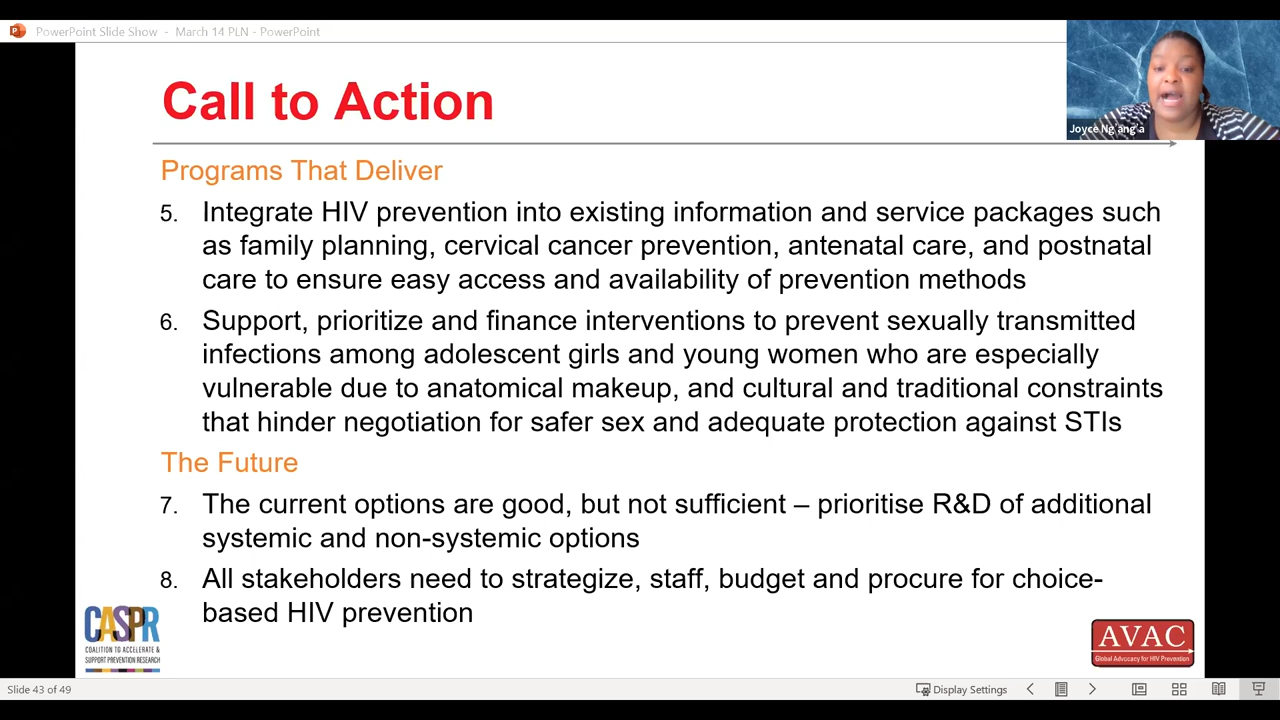 PowerPoint Slide Show - March 14 PLN - PowerPoint
Joyce Ng'ang'a
Call to Action
Programs That Deliver
5. Integrate HIV prevention into existing information and service packages such
as family planning, cervical cancer prevention, antenatal care, and postnatal
care to ensure easy access and availability of prevention methods
6. Support, prioritize and finance interventions to prevent sexually transmitted
infections among adolescent girls and young women who are especially
vulnerable due to anatomical makeup, and cultural and traditional constraints
that hinder negotiation for safer sex and adequate protection against STIs
The Future
7. The current options are good, but not sufficient – prioritise R&D of additional
systemic and non-systemic options
8. All stakeholders need to strategize, staff, budget and procure for choice-
based HIV prevention
CASPR
COALITION TO ACCELERATE &
SUPPORT PREVENTION RESEARCH
AVAC
Global Advocacy for HIV Prevention
Slide 43 of 49
Display Settings